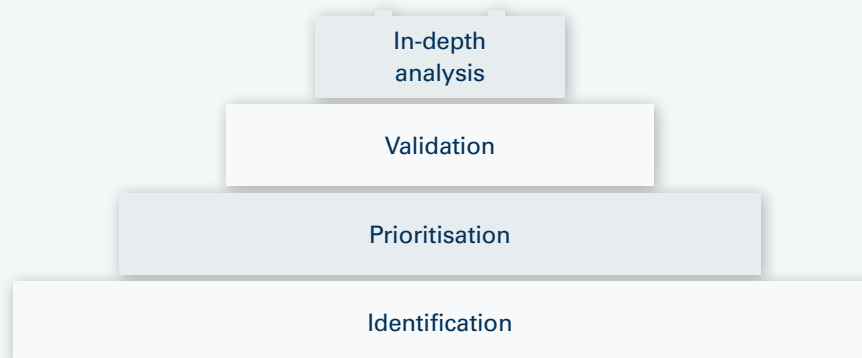 In-depth
analysis
Validation
Prioritisation
Identification